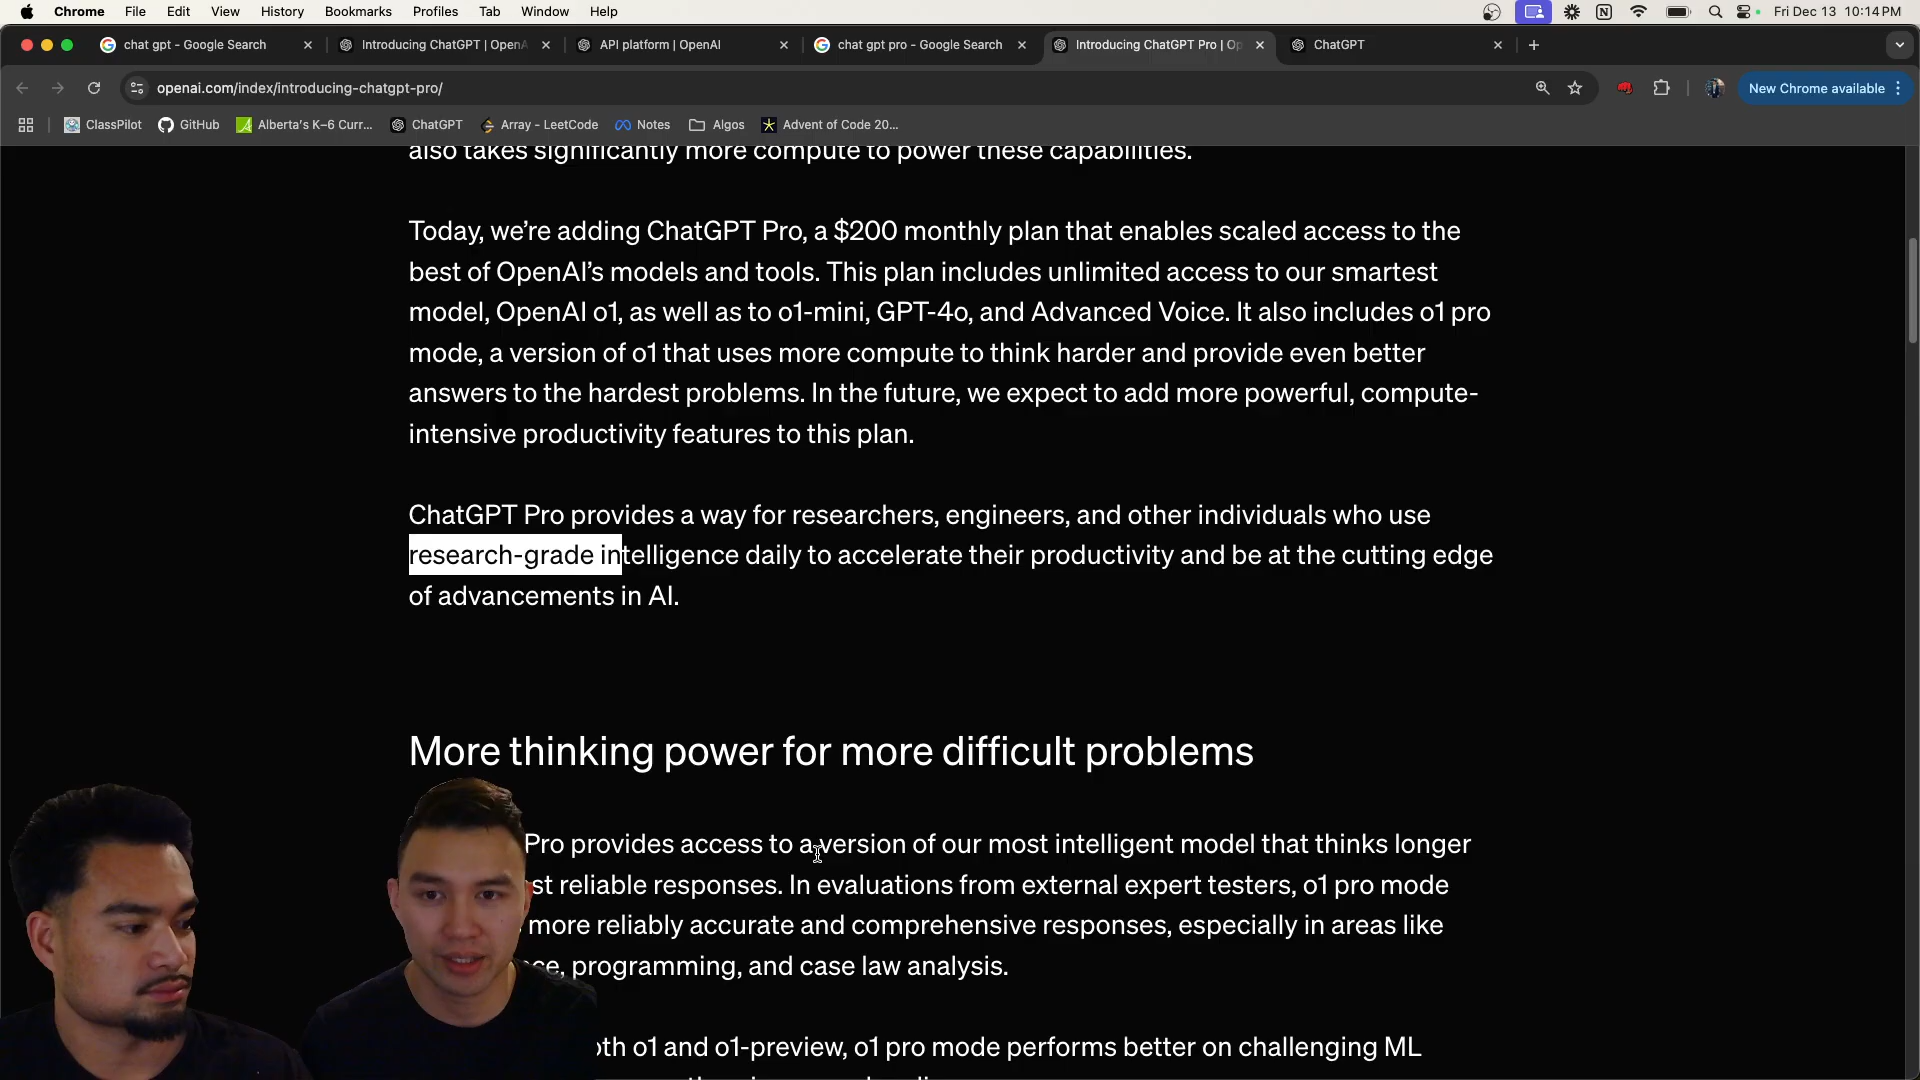 Chrome File Edit View History Bookmarks Profiles Tab Window Help Fri Dec 13 10:14 PM
chat gpt - Google Search Introducing ChatGPT | OpenA API platform | OpenAI chat gpt pro - Google Search Introducing ChatGPT Pro | Op ChatGPT
openai.com/index/introducing-chatgpt-pro/ New Chrome available
ClassPilot GitHub Alberta's K–6 Curr... ChatGPT Array - LeetCode Notes Algos Advent of Code 20...
also takes significantly more compute to power these capabilities.
Today, we’re adding ChatGPT Pro, a $200 monthly plan that enables scaled access to the
best of OpenAI’s models and tools. This plan includes unlimited access to our smartest
model, OpenAI o1, as well as to o1-mini, GPT-4o, and Advanced Voice. It also includes o1 pro
mode, a version of o1 that uses more compute to think harder and provide even better
answers to the hardest problems. In the future, we expect to add more powerful, compute-
intensive productivity features to this plan.
ChatGPT Pro provides a way for researchers, engineers, and other individuals who use
research-grade intelligence daily to accelerate their productivity and be at the cutting edge
of advancements in AI.
More thinking power for more difficult problems
Pro provides access to a version of our most intelligent model that thinks longer
reliable responses. In evaluations from external expert testers, o1 pro mode
more reliably accurate and comprehensive responses, especially in areas like
programming, and case law analysis.
o1 and o1-preview, o1 pro mode performs better on challenging ML